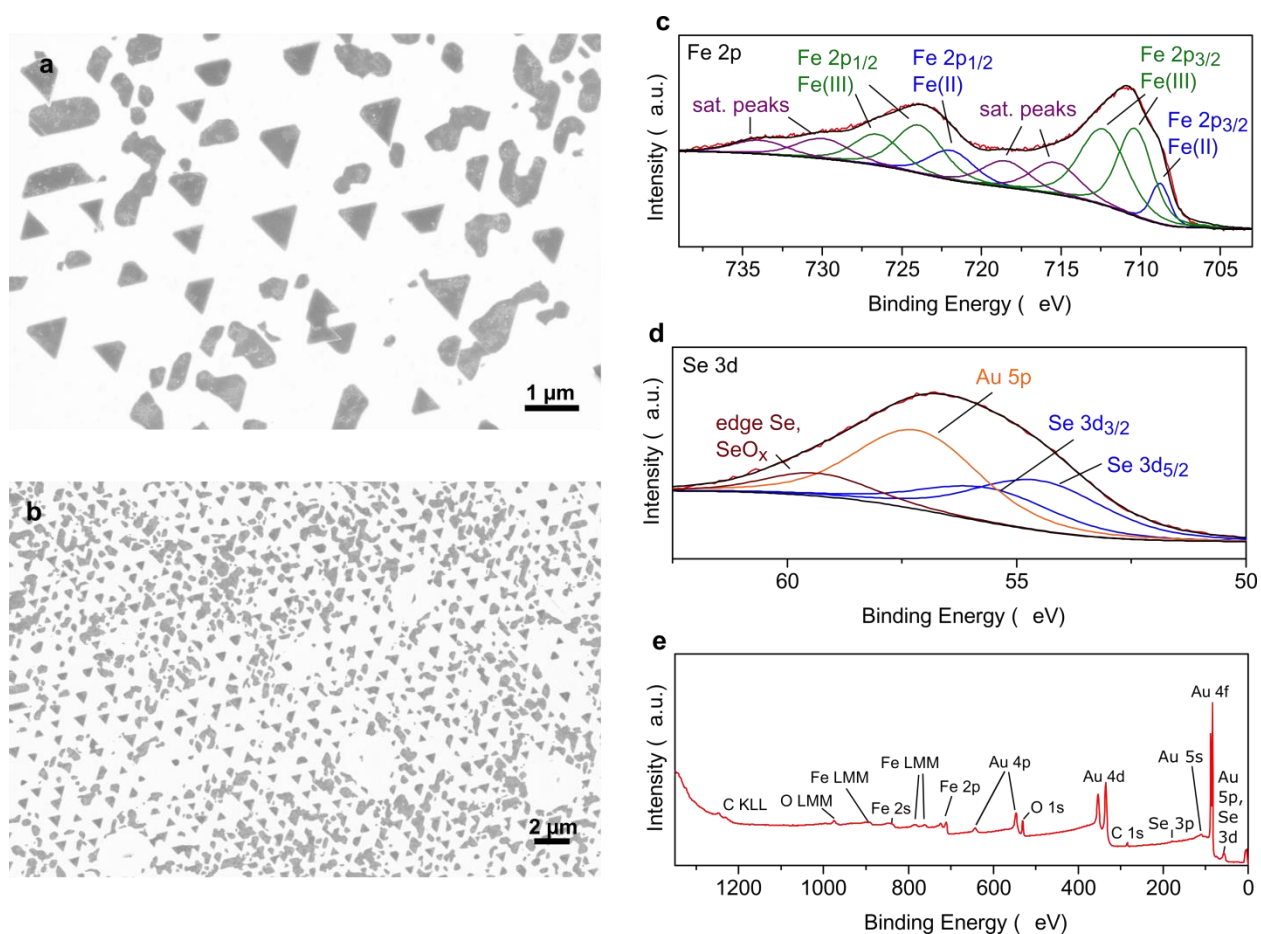 a
1 µm
b
2 µm
c
Fe 2p
Fe 2p1/2
Fe(III)
Fe 2p1/2
Fe(II)
Fe 2p3/2
Fe(III)
Fe 2p3/2
Fe(II)
sat. peaks
sat. peaks
Intensity ( a.u.)
735 730 725 720 715 710 705
Binding Energy ( eV)
d
Se 3d
Au 5p
edge Se,
SeOx
Se 3d3/2
Se 3d5/2
Intensity ( a.u.)
60 55 50
Binding Energy ( eV)
e
C KLL
O LMM
Fe LMM
Fe 2s
Fe LMM
Fe 2p
Au 4p
O 1s
Au 4d
C 1s
Se 3p
Au 5s
Au 4f
Au
5p,
Se
3d
Intensity ( a.u.)
1200 1000 800 600 400 200 0
Binding Energy ( eV)